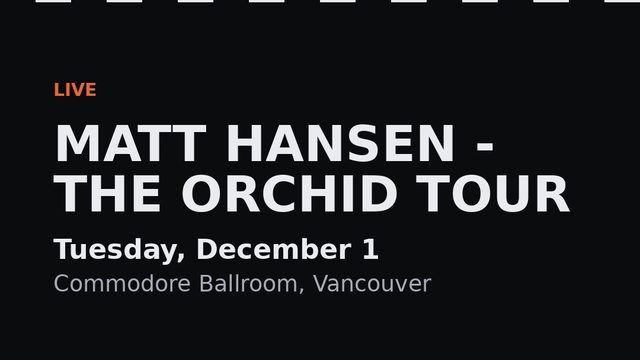 LIVE
MATT HANSEN -
THE ORCHID TOUR
Tuesday, December 1
Commodore Ballroom, Vancouver